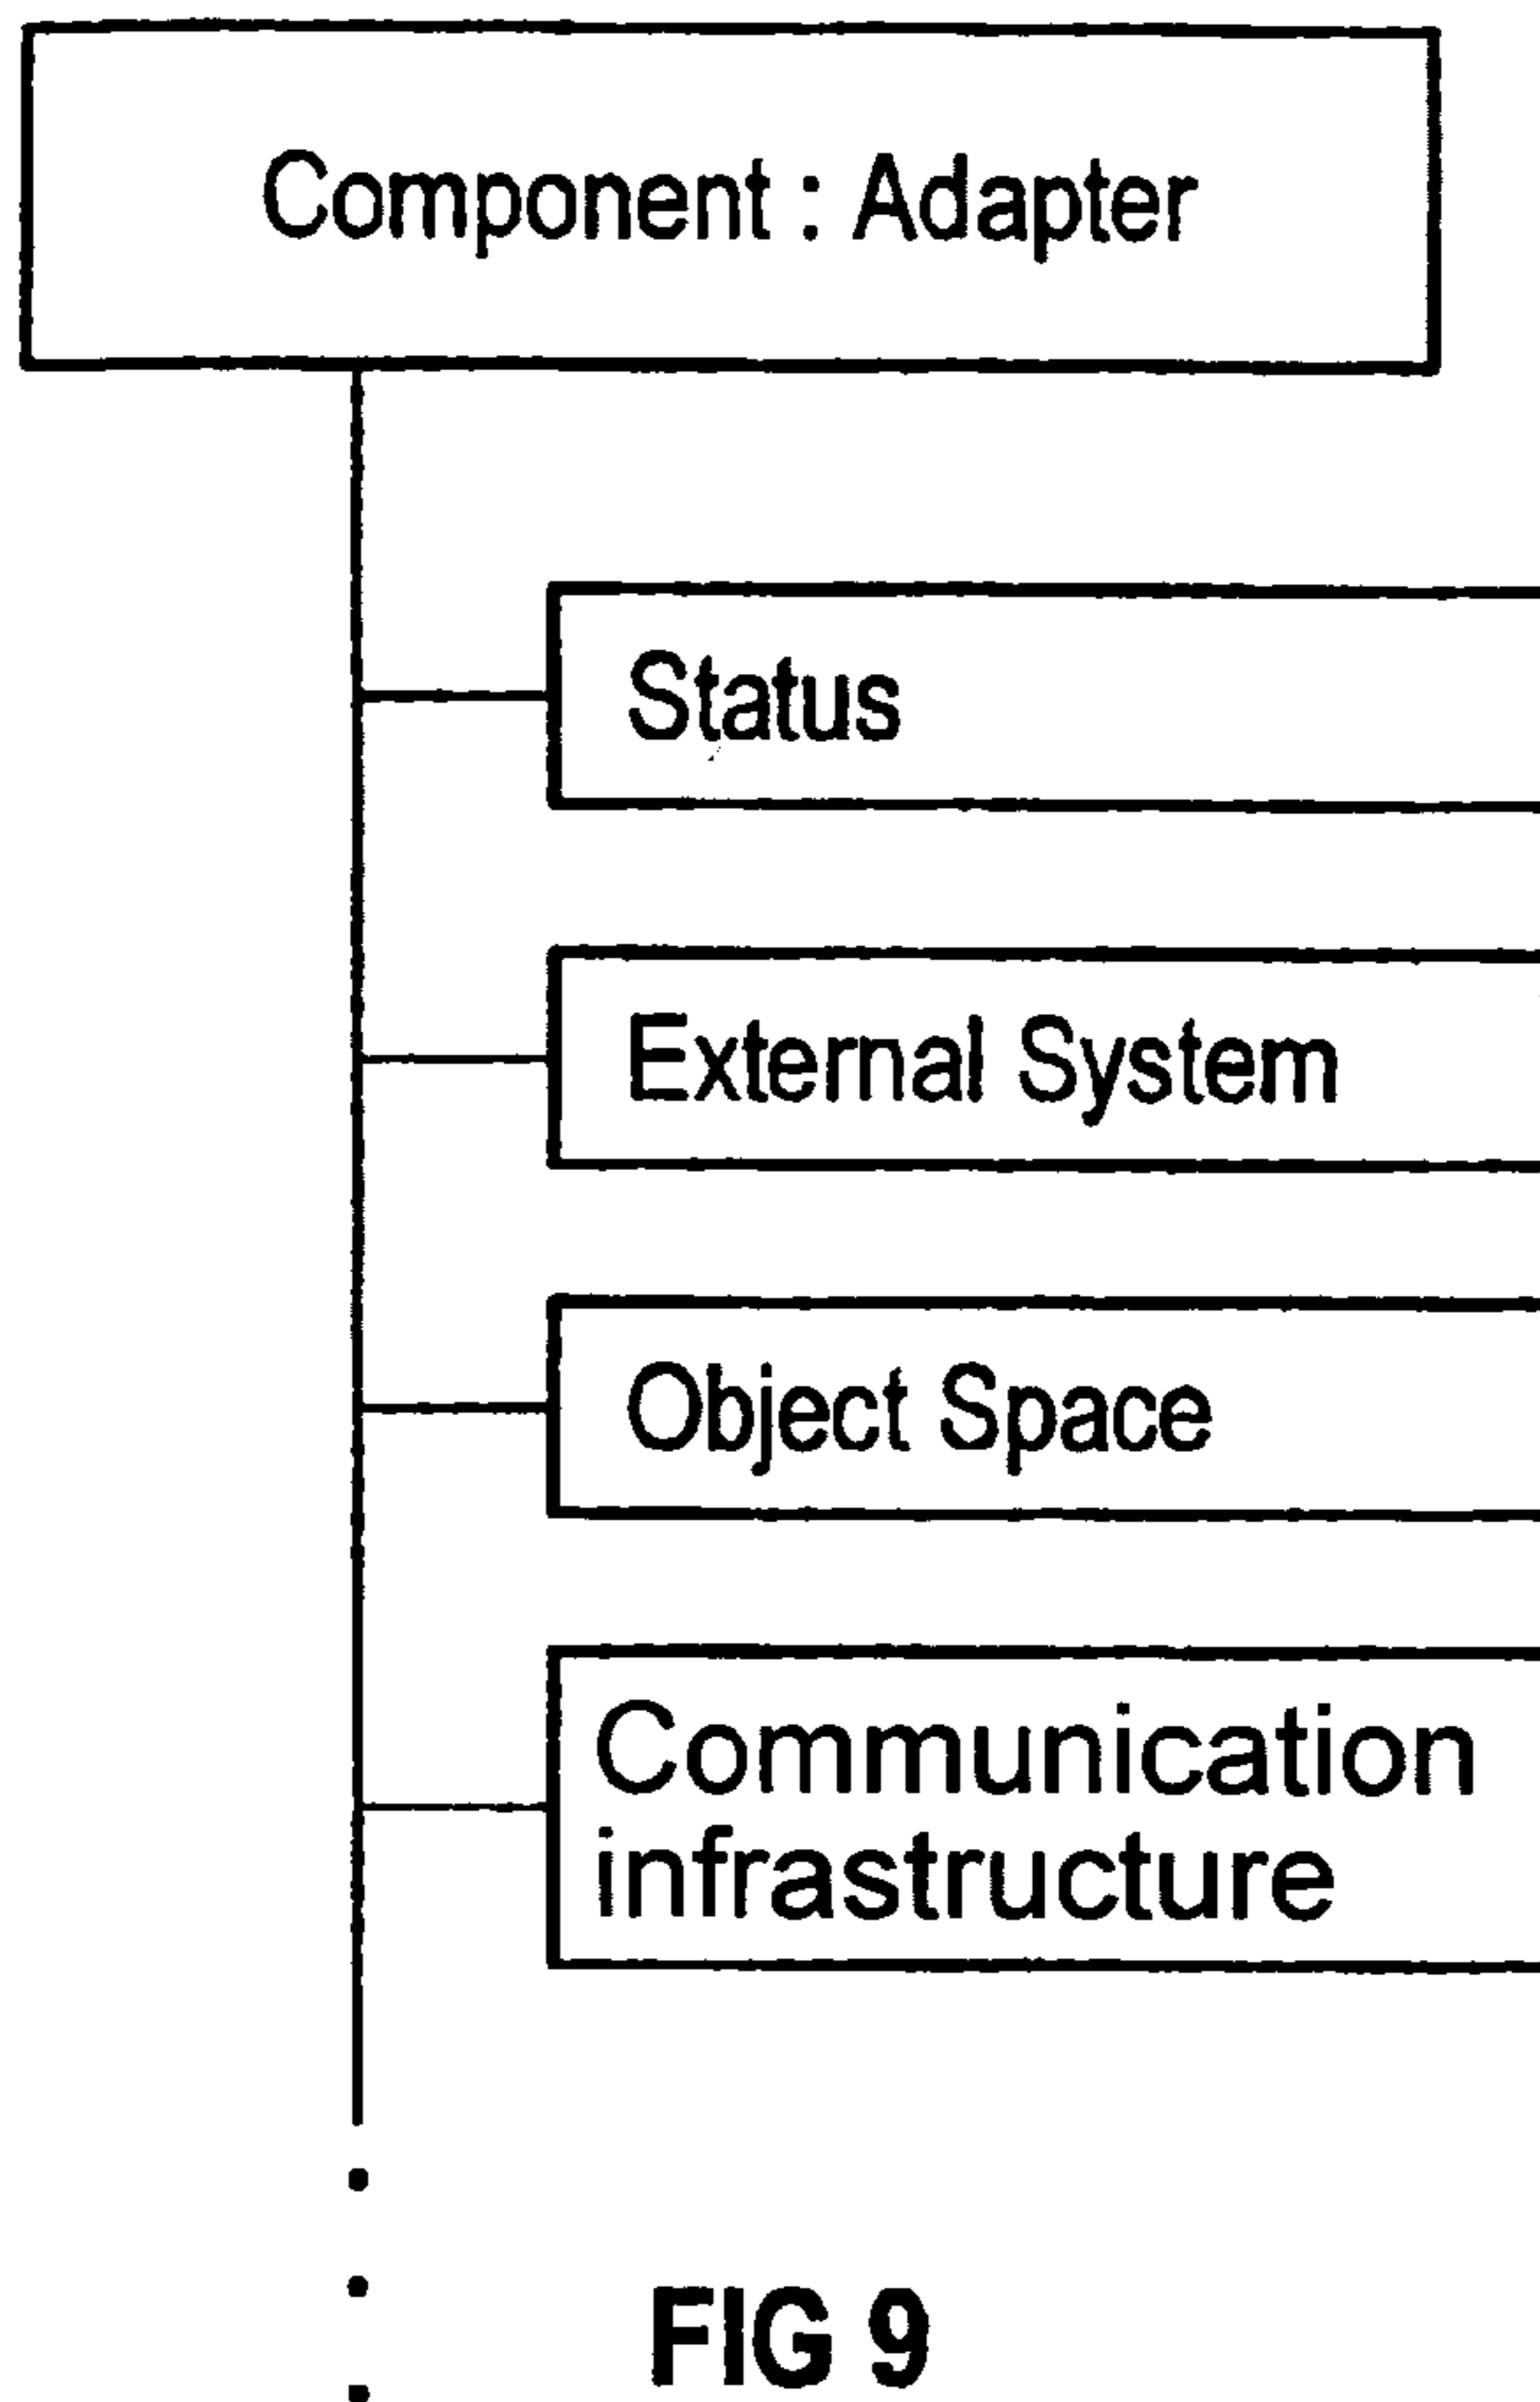 Component : Adapter
Status
External System
Object Space
Communication
infrastructure
FIG 9